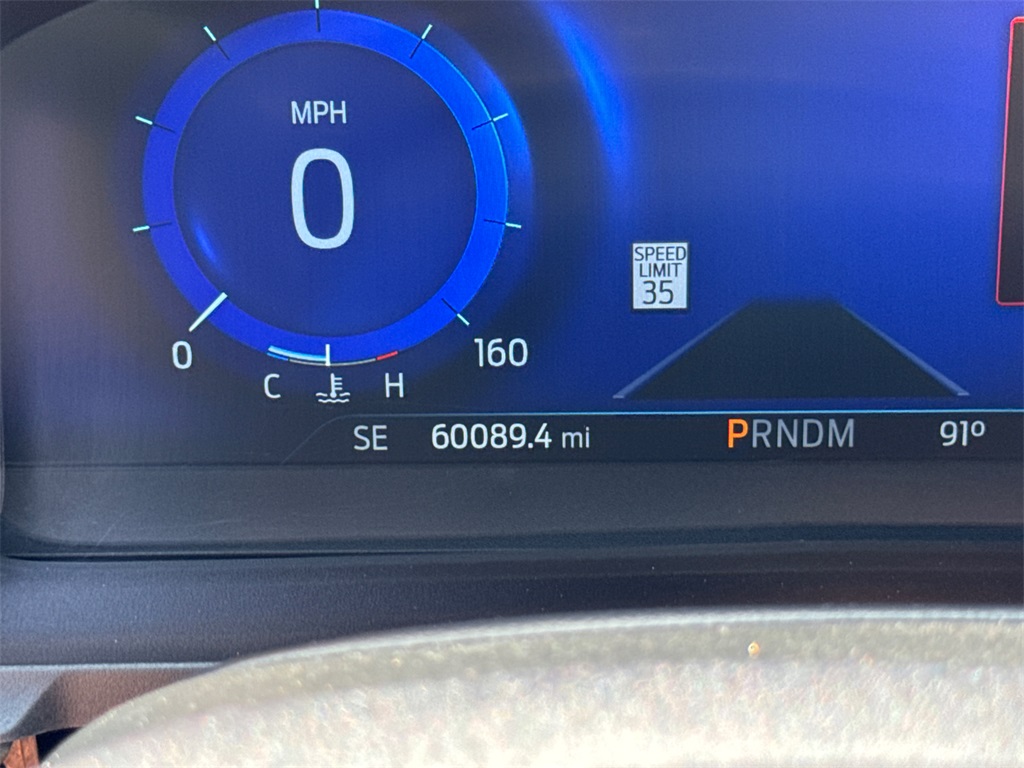 MPH
0
SPEED
LIMIT
35
0
160
C
H
SE 60089.4 mi PRNDM 91º